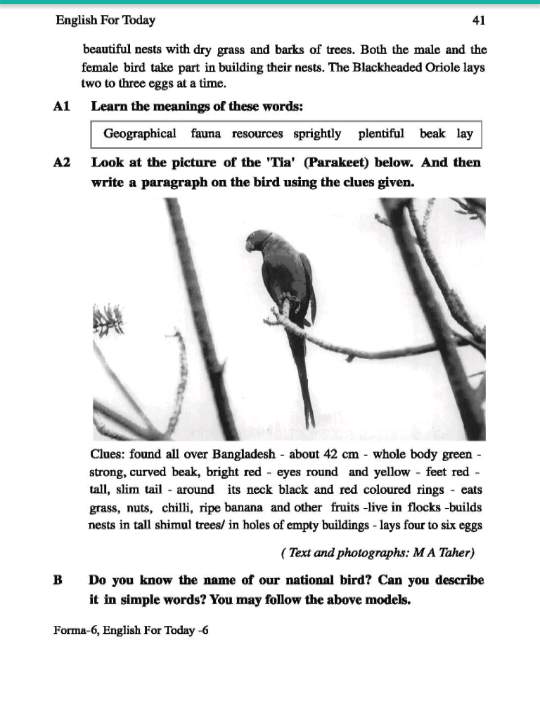 English For Today 41
beautiful nests with dry grass and barks of trees. Both the male and the
female bird take part in building their nests. The Blackheaded Oriole lays
two to three eggs at a time.
A1 Learn the meanings of these words:
Geographical fauna resources sprightly plentiful beak lay
A2 Look at the picture of the 'Tia' (Parakeet) below. And then
write a paragraph on the bird using the clues given.
Clues: found all over Bangladesh - about 42 cm - whole body green -
strong, curved beak, bright red - eyes round and yellow - feet red -
tall, slim tail - around its neck black and red coloured rings - eats
grass, nuts, chilli, ripe banana and other fruits -live in flocks -builds
nests in tall shimul trees/ in holes of empty buildings - lays four to six eggs
( Text and photographs: M A Taher)
B Do you know the name of our national bird? Can you describe
it in simple words? You may follow the above models.
Forma-6, English For Today -6